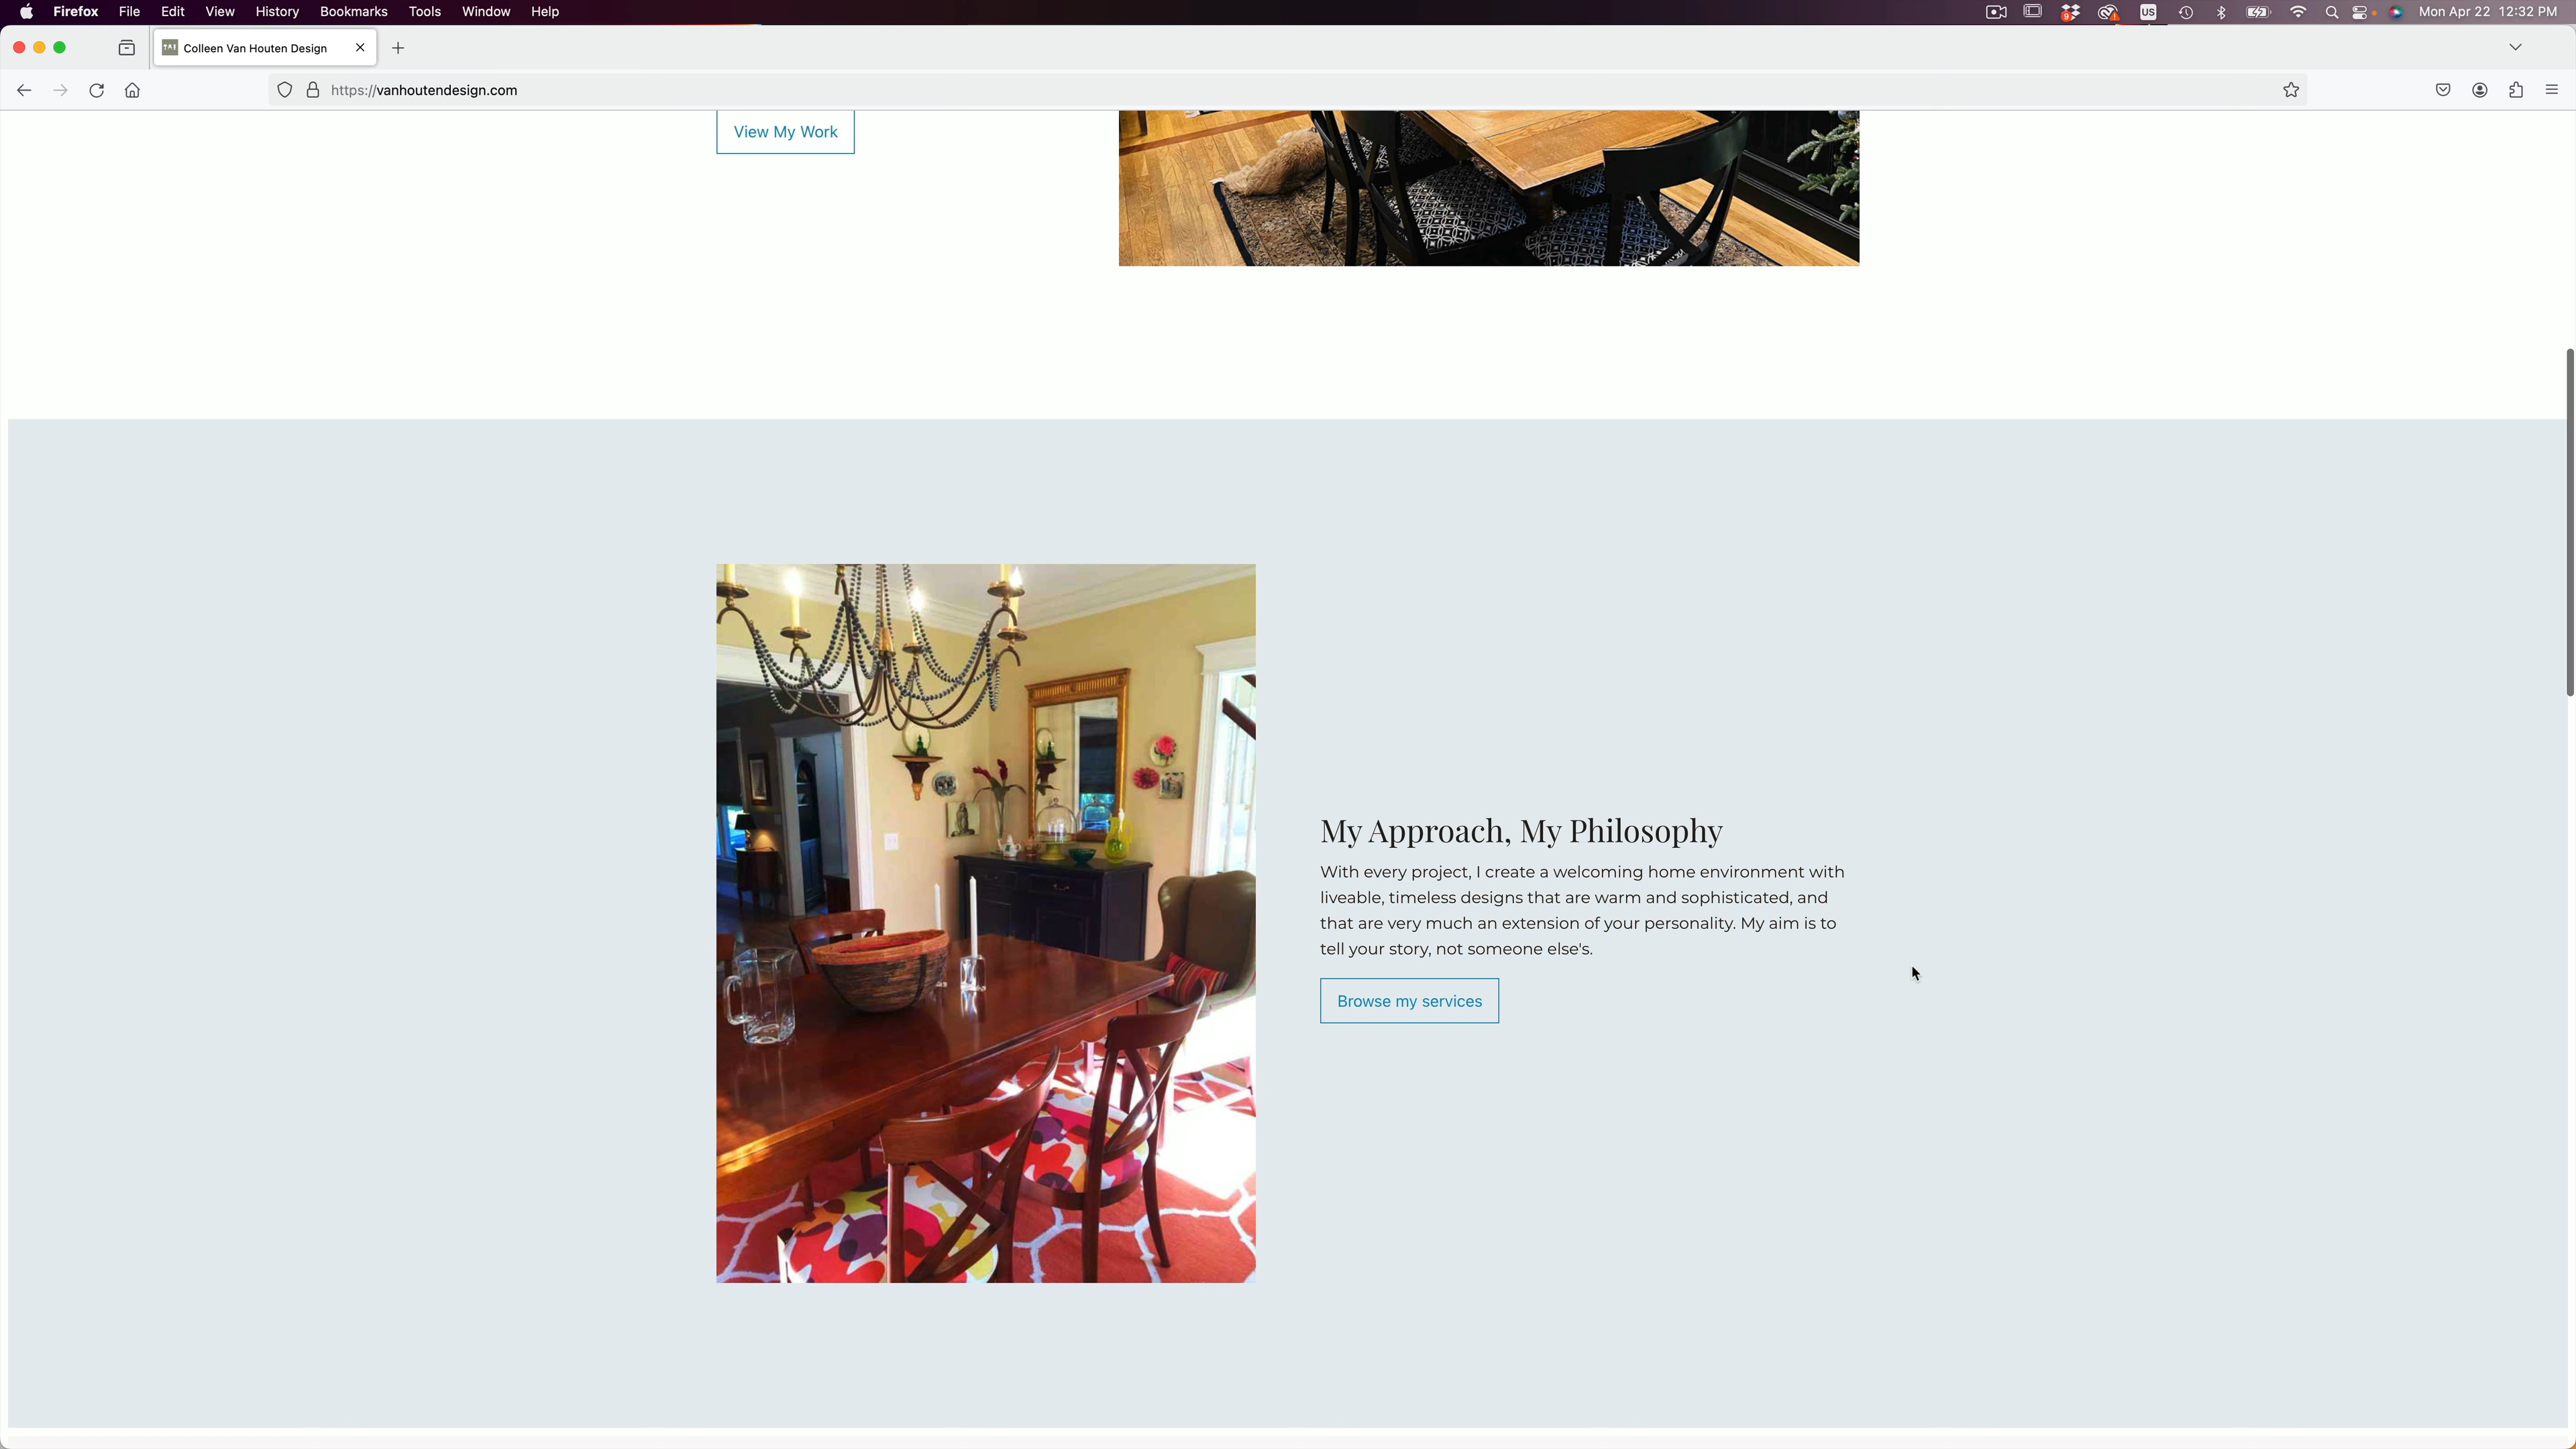 Firefox File Edit View History Bookmarks Tools Window Help
9 US Mon Apr 22 12:32 PM
Colleen Van Houten Design
https://vanhoutendesign.com
View My Work
My Approach, My Philosophy
With every project, I create a welcoming home environment with
liveable, timeless designs that are warm and sophisticated, and
that are very much an extension of your personality. My aim is to
tell your story, not someone else's.
Browse my services